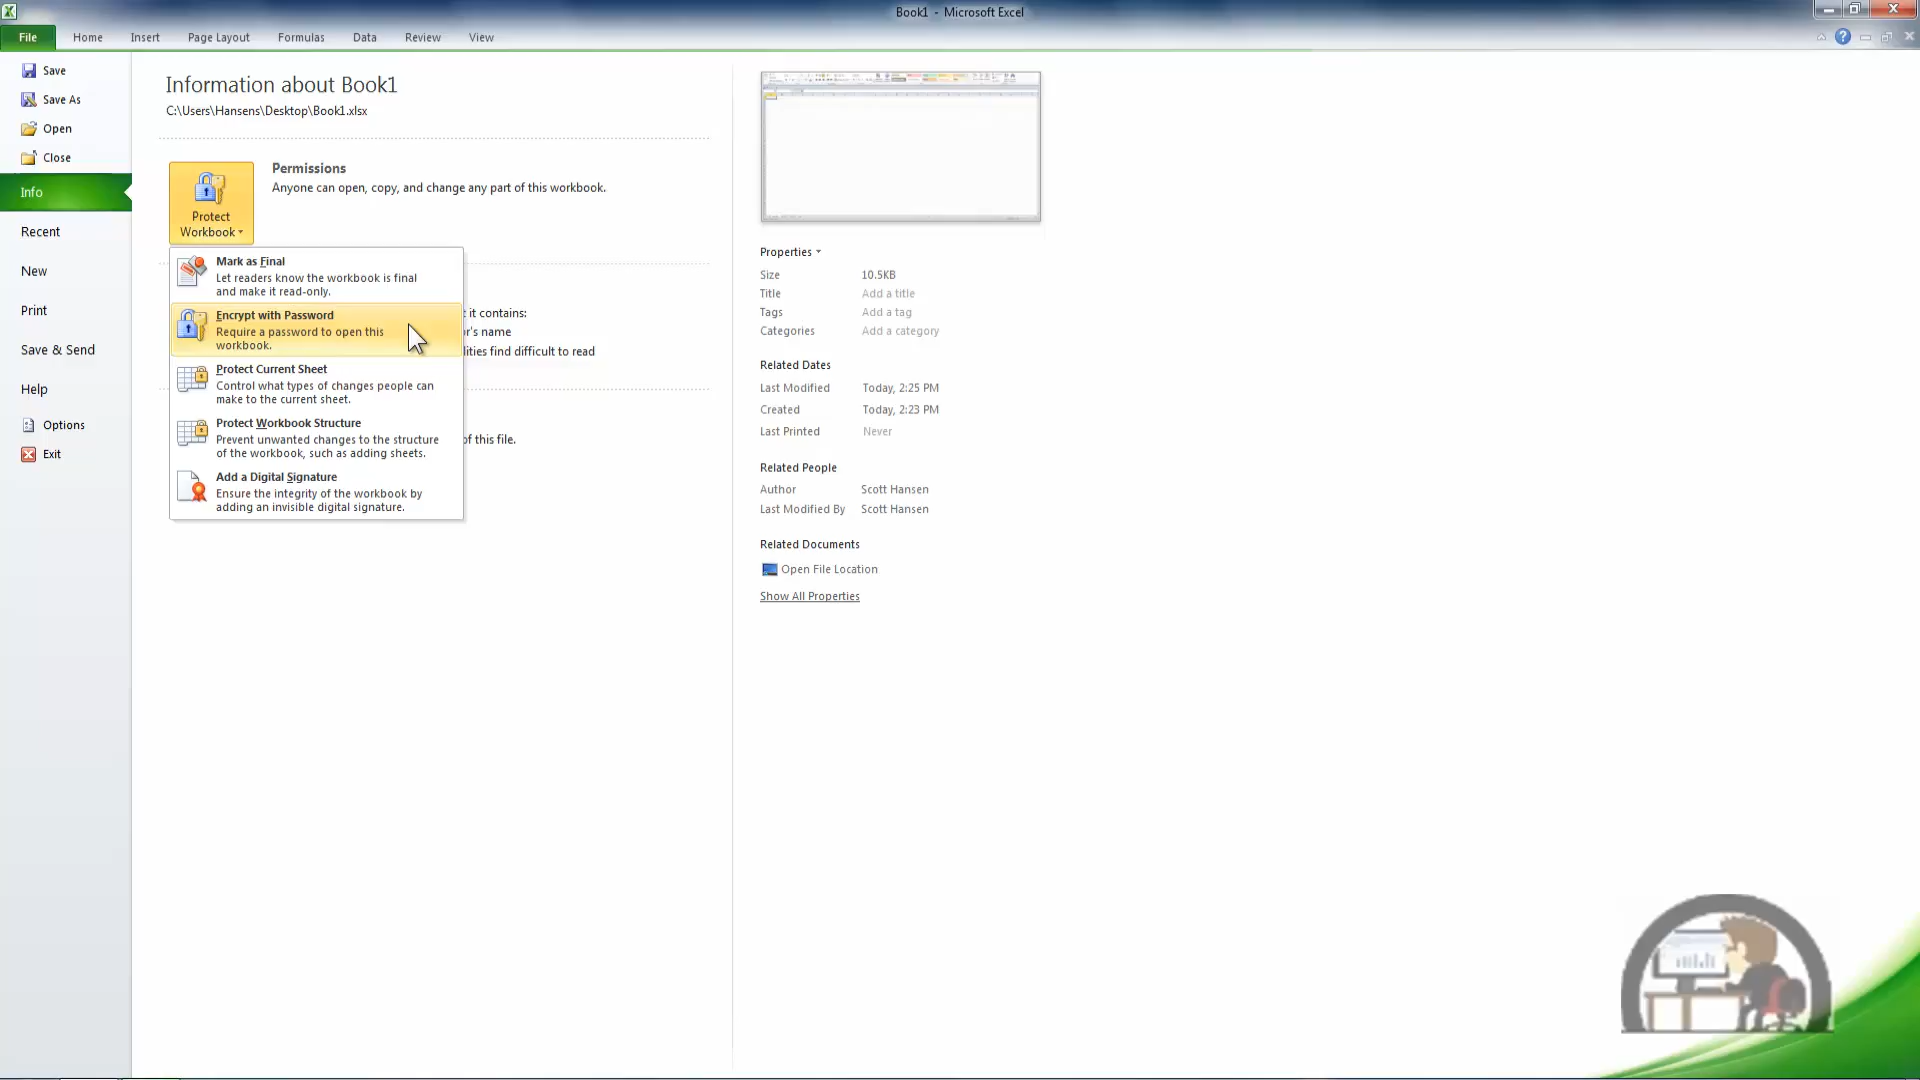 Book1 - Microsoft Excel
File Home Insert Page Layout Formulas Data Review View
Save
Save As
Open
Close
Info
Recent
New
Print
Save & Send
Help
Options
Exit
Information about Book1
C:\Users\Hansens\Desktop\Book1.xlsx
Protect
Workbook
Permissions
Anyone can open, copy, and change any part of this workbook.
Mark as Final
Let readers know the workbook is final
and make it read-only.
Encrypt with Password
Require a password to open this
workbook.
Protect Current Sheet
Control what types of changes people can
make to the current sheet.
Protect Workbook Structure
Prevent unwanted changes to the structure
of the workbook, such as adding sheets.
Add a Digital Signature
Ensure the integrity of the workbook by
adding an invisible digital signature.
it contains:
r's name
lities find difficult to read
of this file.
Properties
Size 10.5KB
Title Add a title
Tags Add a tag
Categories Add a category
Related Dates
Last Modified Today, 2:25 PM
Created Today, 2:23 PM
Last Printed Never
Related People
Author Scott Hansen
Last Modified By Scott Hansen
Related Documents
Open File Location
Show All Properties